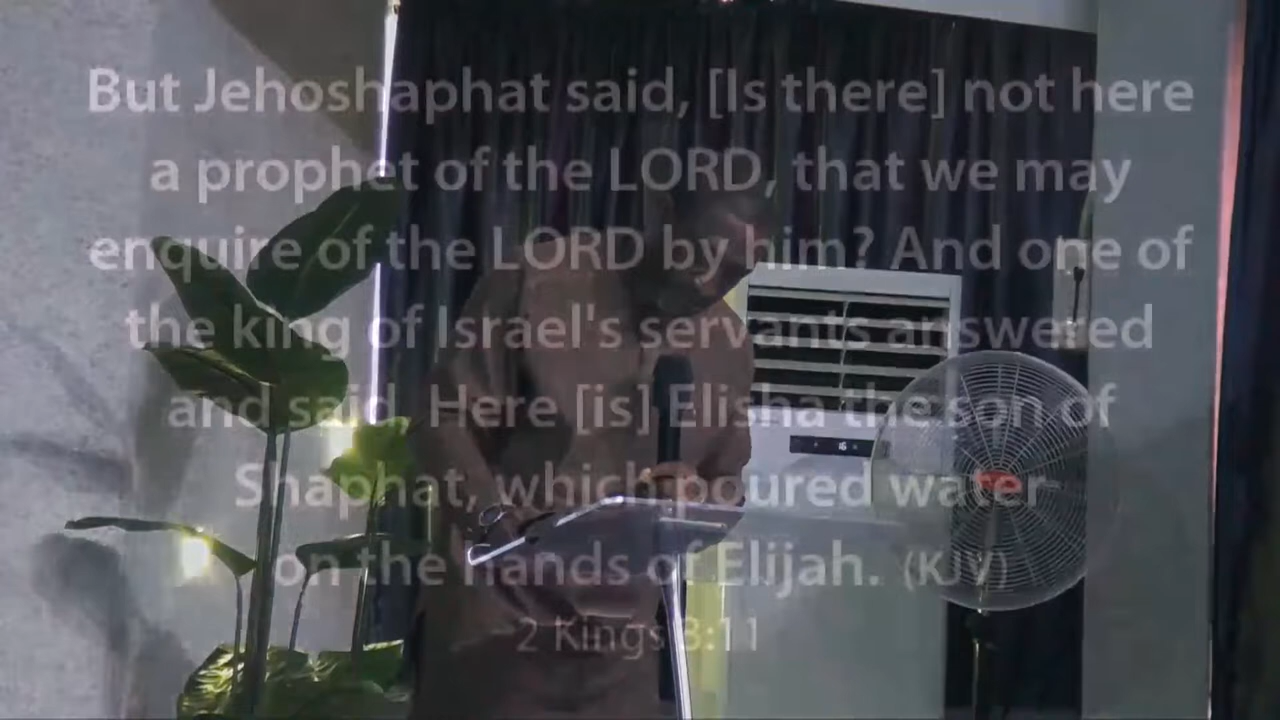 But Jehoshaphat said, [Is there] not here
a prophet of the LORD, that we may
enquire of the LORD by him? And one of
the king of Israel's servants answered
and said, Here [is] Elisha the son of
Shaphat, which poured water
on the hands of Elijah. (KJV)
2 Kings 3:11
16